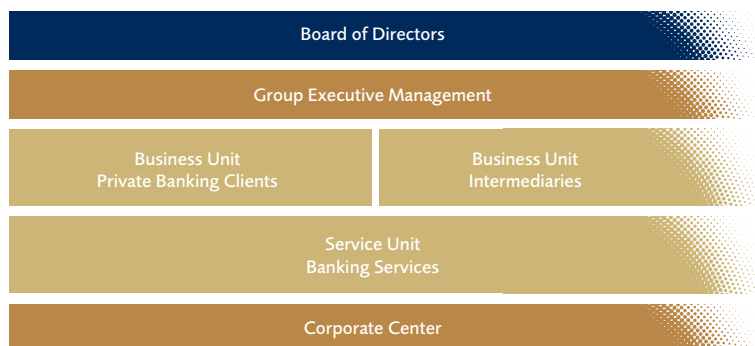 Board of Directors
Group Executive Management
Business Unit
Private Banking Clients
Business Unit
Intermediaries
Service Unit
Banking Services
Corporate Center